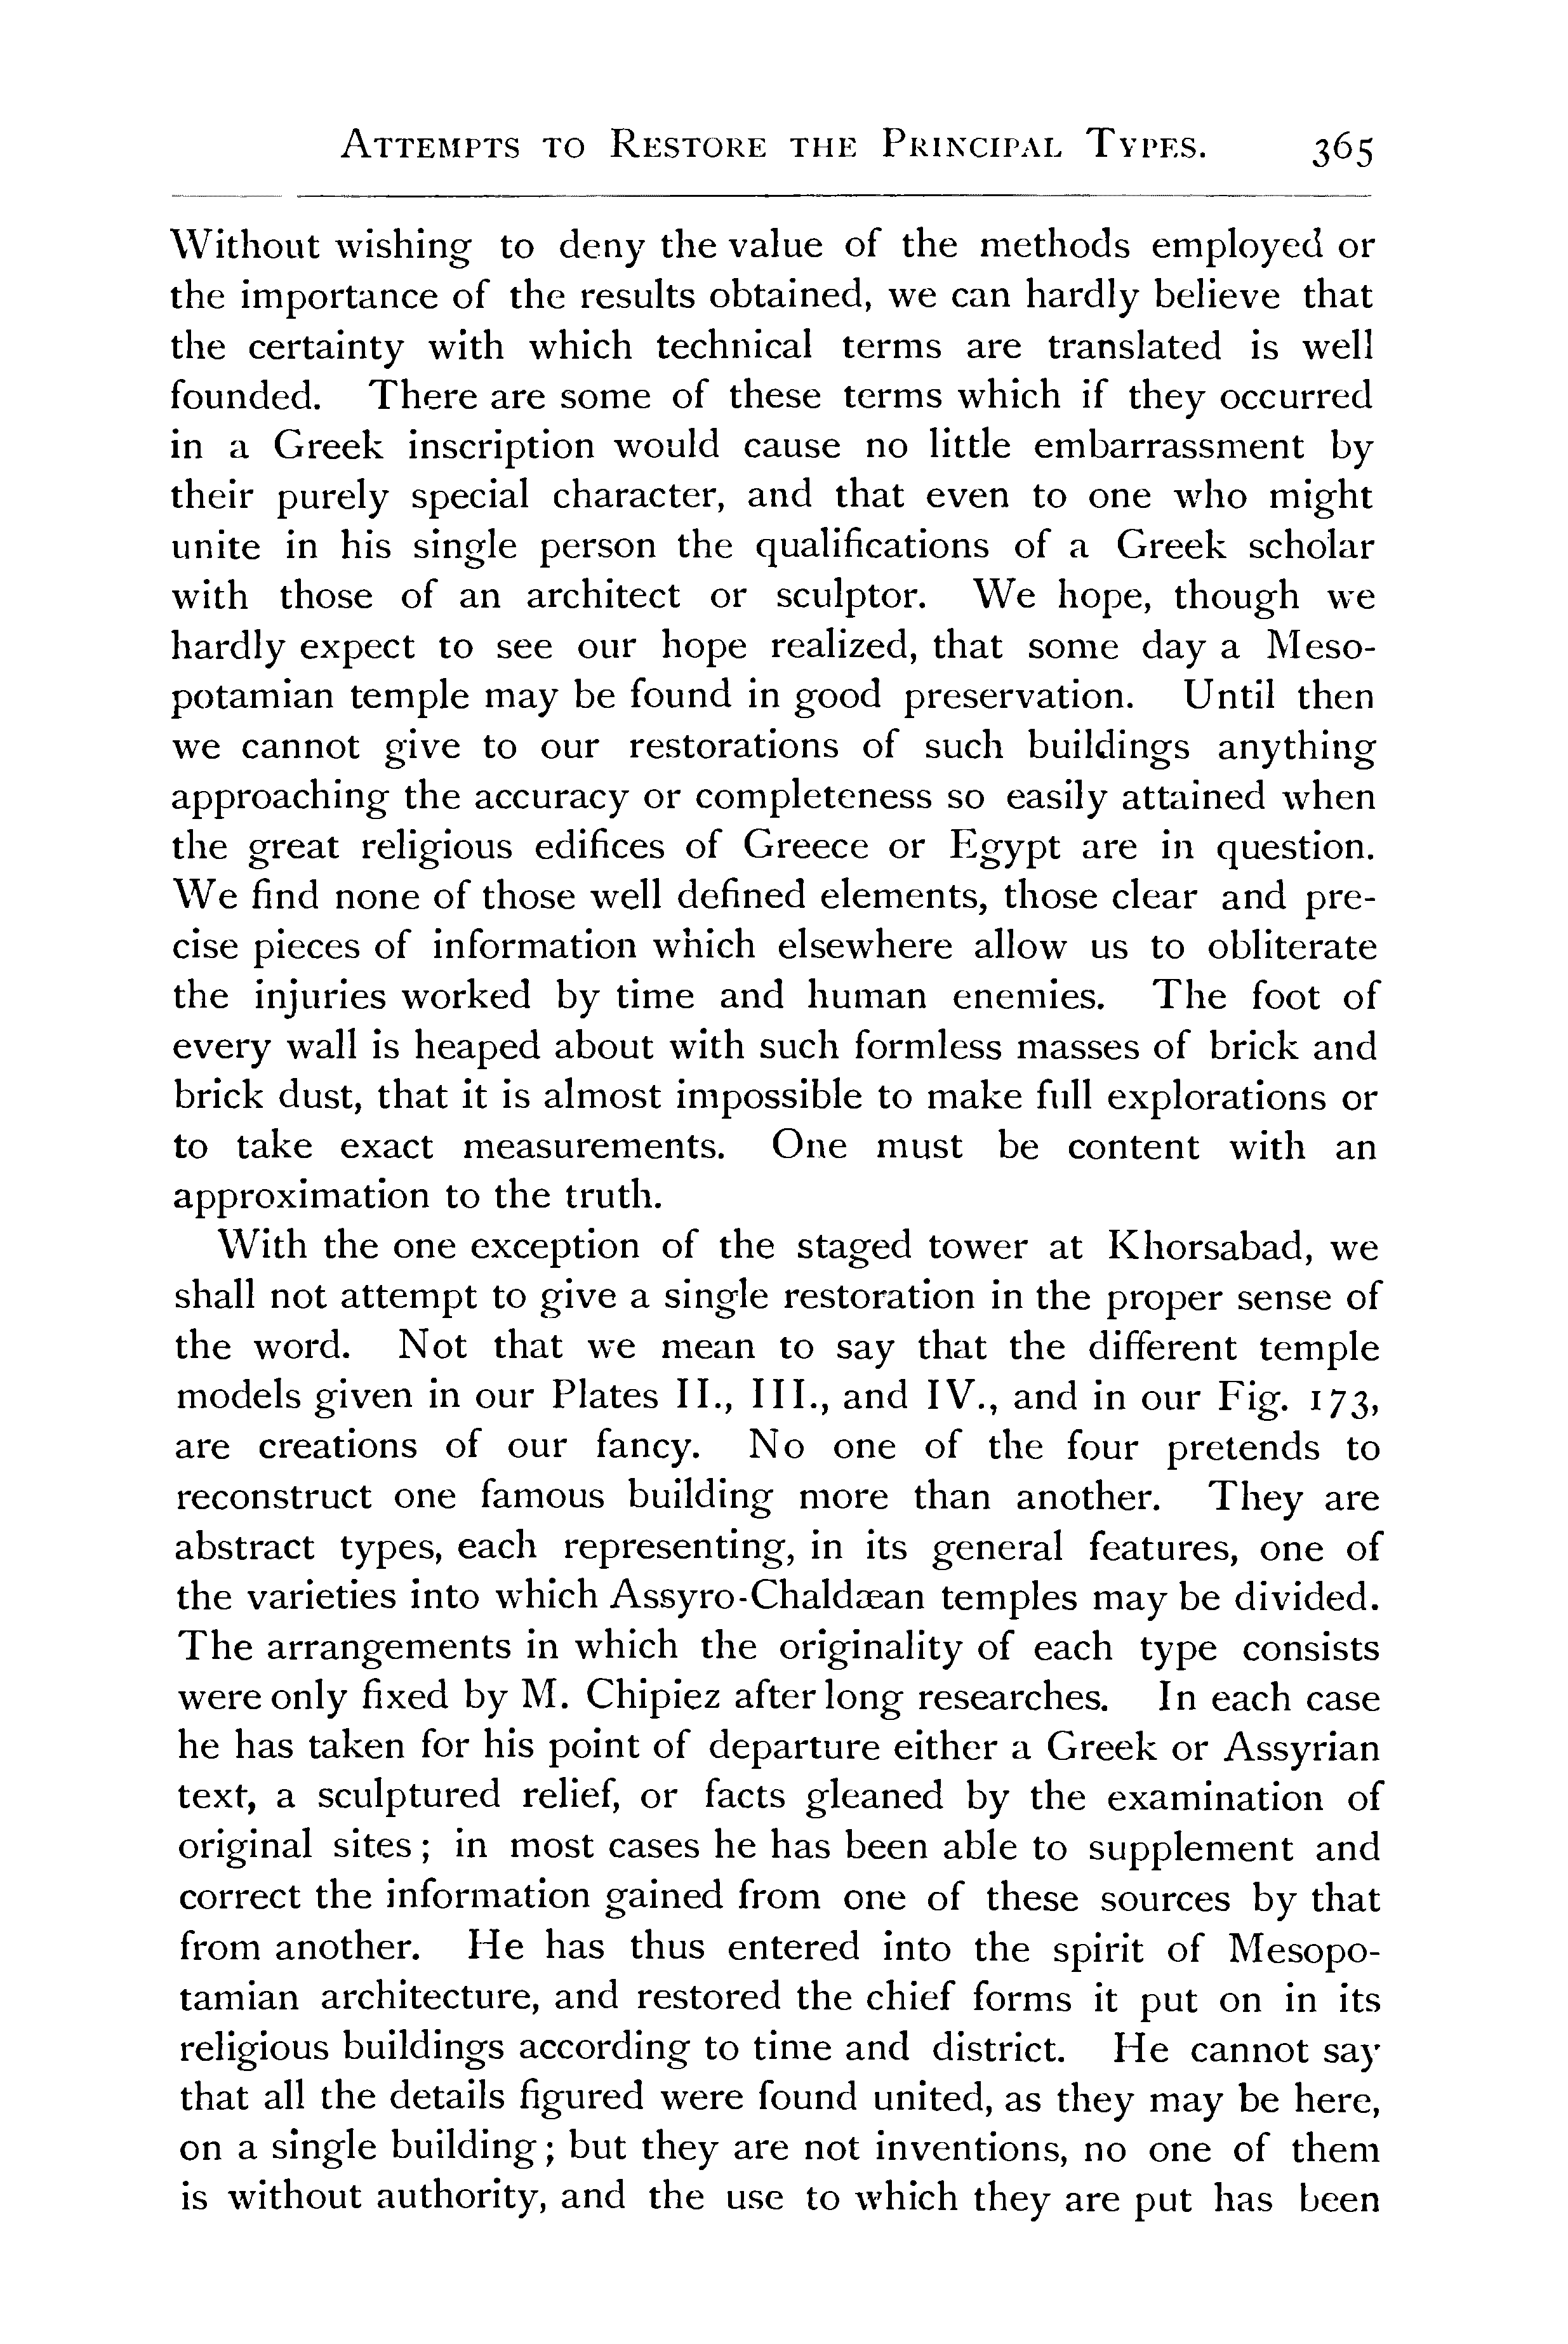 Attempts to Restore the Principal Types. 365
Without wishing to deny the value of the methods employed or
the importance of the results obtained, we can hardly believe that
the certainty with which technical terms are translated is well
founded. There are some of these terms which if they occurred
in a Greek inscription would cause no little embarrassment by
their purely special character, and that even to one who might
unite in his single person the qualifications of a Greek scholar
with those of an architect or sculptor. We hope, though we
hardly expect to see our hope realized, that some day a Meso-
potamian temple may be found in good preservation. Until then
we cannot give to our restorations of such buildings anything
approaching the accuracy or completeness so easily attained when
the great religious edifices of Greece or Egypt are in question.
We find none of those well defined elements, those clear and pre-
cise pieces of information which elsewhere allow us to obliterate
the injuries worked by time and human enemies. The foot of
every wall is heaped about with such formless masses of brick and
brick dust, that it is almost impossible to make full explorations or
to take exact measurements. One must be content with an
approximation to the truth.
With the one exception of the staged tower at Khorsabad, we
shall not attempt to give a single restoration in the proper sense of
the word. Not that we mean to say that the different temple
models given in our Plates II., III., and IV., and in our Fig. 173,
are creations of our fancy. No one of the four pretends to
reconstruct one famous building more than another. They are
abstract types, each representing, in its general features, one of
the varieties into which Assyro-Chaldæan temples may be divided.
The arrangements in which the originality of each type consists
were only fixed by M. Chipiez after long researches. In each case
he has taken for his point of departure either a Greek or Assyrian
text, a sculptured relief, or facts gleaned by the examination of
original sites; in most cases he has been able to supplement and
correct the information gained from one of these sources by that
from another. He has thus entered into the spirit of Mesopo-
tamian architecture, and restored the chief forms it put on in its
religious buildings according to time and district. He cannot say
that all the details figured were found united, as they may be here,
on a single building; but they are not inventions, no one of them
is without authority, and the use to which they are put has been